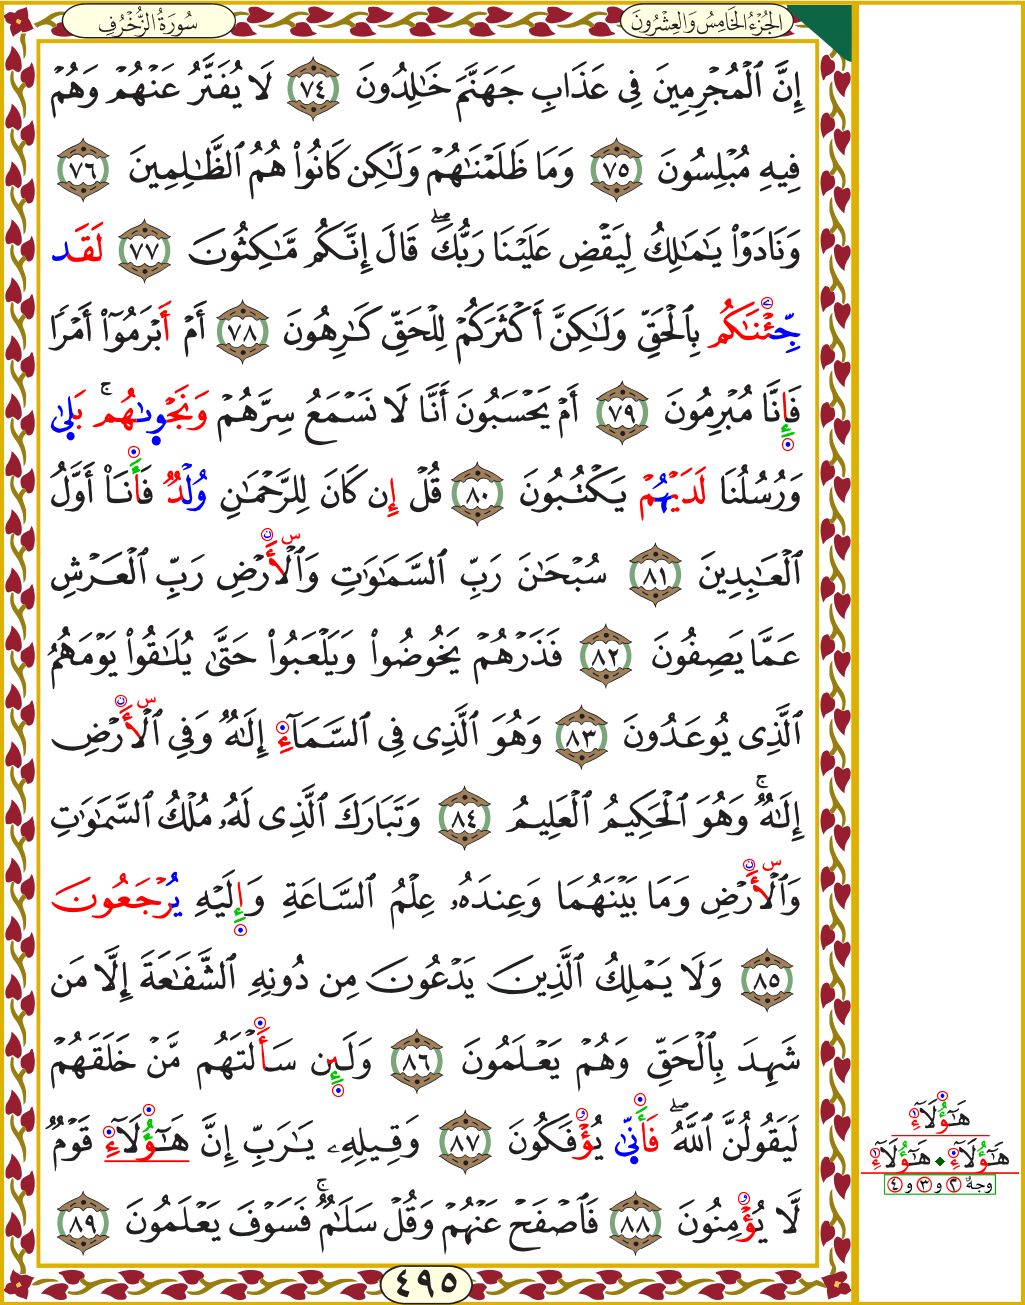 سُورَةُ الزُّخْرُفِ
الجُزْءُ الخَامِسُ وَالعِشْرُونَ
إِنَّ ٱلْمُجْرِمِينَ فِى عَذَابِ جَهَنَّمَ خَٰلِدُونَ ٧٤ لَا يُفَتَّرُ عَنْهُمْ وَهُمْ
فِيهِ مُبْلِسُونَ ٧٥ وَمَا ظَلَمْنَٰهُمْ وَلَٰكِن كَانُوا۟ هُمُ ٱلظَّٰلِمِينَ ٧٦
وَنَادَوْا۟ يَٰمَٰلِكُ لِيَقْضِ عَلَيْنَا رَبُّكَ ۖ قَالَ إِنَّكُم مَّٰكِثُونَ ٧٧ لَقَد
جِّئْنَٰكُم بِٱلْحَقِّ وَلَٰكِنَّ أَكْثَرَكُمْ لِلْحَقِّ كَٰرِهُونَ ٧٨ أَمْ أَبْرَمُوٓا۟ أَمْرًا
فَإِنَّا مُبْرِمُونَ ٧٩ أَمْ يَحْسَبُونَ أَنَّا لَا نَسْمَعُ سِرَّهُمْ وَنَجْوِىٰهُم ۚ بَلِىٰ
وَرُسُلُنَا لَدَيْهُمْ يَكْتُبُونَ ٨٠ قُلْ إِن كَانَ لِلرَّحْمَٰنِ وُلْدٌ فَأَنَا۠ أَوَّلُ
ٱلْعَٰبِدِينَ ٨١ سُبْحَٰنَ رَبِّ ٱلسَّمَٰوَٰتِ وَٱلْأَرْضِ رَبِّ ٱلْعَرْشِ
عَمَّا يَصِفُونَ ٨٢ فَذَرْهُمْ يَخُوضُوا۟ وَيَلْعَبُوا۟ حَتَّىٰ يُلَٰقُوا۟ يَوْمَهُمُ
ٱلَّذِى يُوعَدُونَ ٨٣ وَهُوَ ٱلَّذِى فِى ٱلسَّمَآءِ إِلَٰهٌ وَفِى ٱلْأَرْضِ
إِلَٰهٌ ۚ وَهُوَ ٱلْحَكِيمُ ٱلْعَلِيمُ ٨٤ وَتَبَارَكَ ٱلَّذِى لَهُۥ مُلْكُ ٱلسَّمَٰوَٰتِ
وَٱلْأَرْضِ وَمَا بَيْنَهُمَا وَعِندَهُۥ عِلْمُ ٱلسَّاعَةِ وَإِلَيْهِ يُرْجَعُونَ
٨٥ وَلَا يَمْلِكُ ٱلَّذِينَ يَدْعُونَ مِن دُونِهِ ٱلشَّفَٰعَةَ إِلَّا مَن
شَهِدَ بِٱلْحَقِّ وَهُمْ يَعْلَمُونَ ٨٦ وَلَئِن سَأَلْتَهُم مَّنْ خَلَقَهُمْ
لَيَقُولُنَّ ٱللَّهُ ۖ فَأَنِّىٰ يُؤْفَكُونَ ٨٧ وَقِيلِهِۦ يَٰرَبِّ إِنَّ هَٰٓؤُلَآءِ قَوْمٌ
لَّا يُؤْمِنُونَ ٨٨ فَٱصْفَحْ عَنْهُمْ وَقُلْ سَلَٰمٌ ۚ فَسَوْفَ يَعْلَمُونَ ٨٩
٤٩٥
هَٰٓؤُلَآءِ
هَٰٓؤُلَآءِ ◆ هَٰٓؤُلَآءِ
وجهُ ٢ و ٣ و ٤